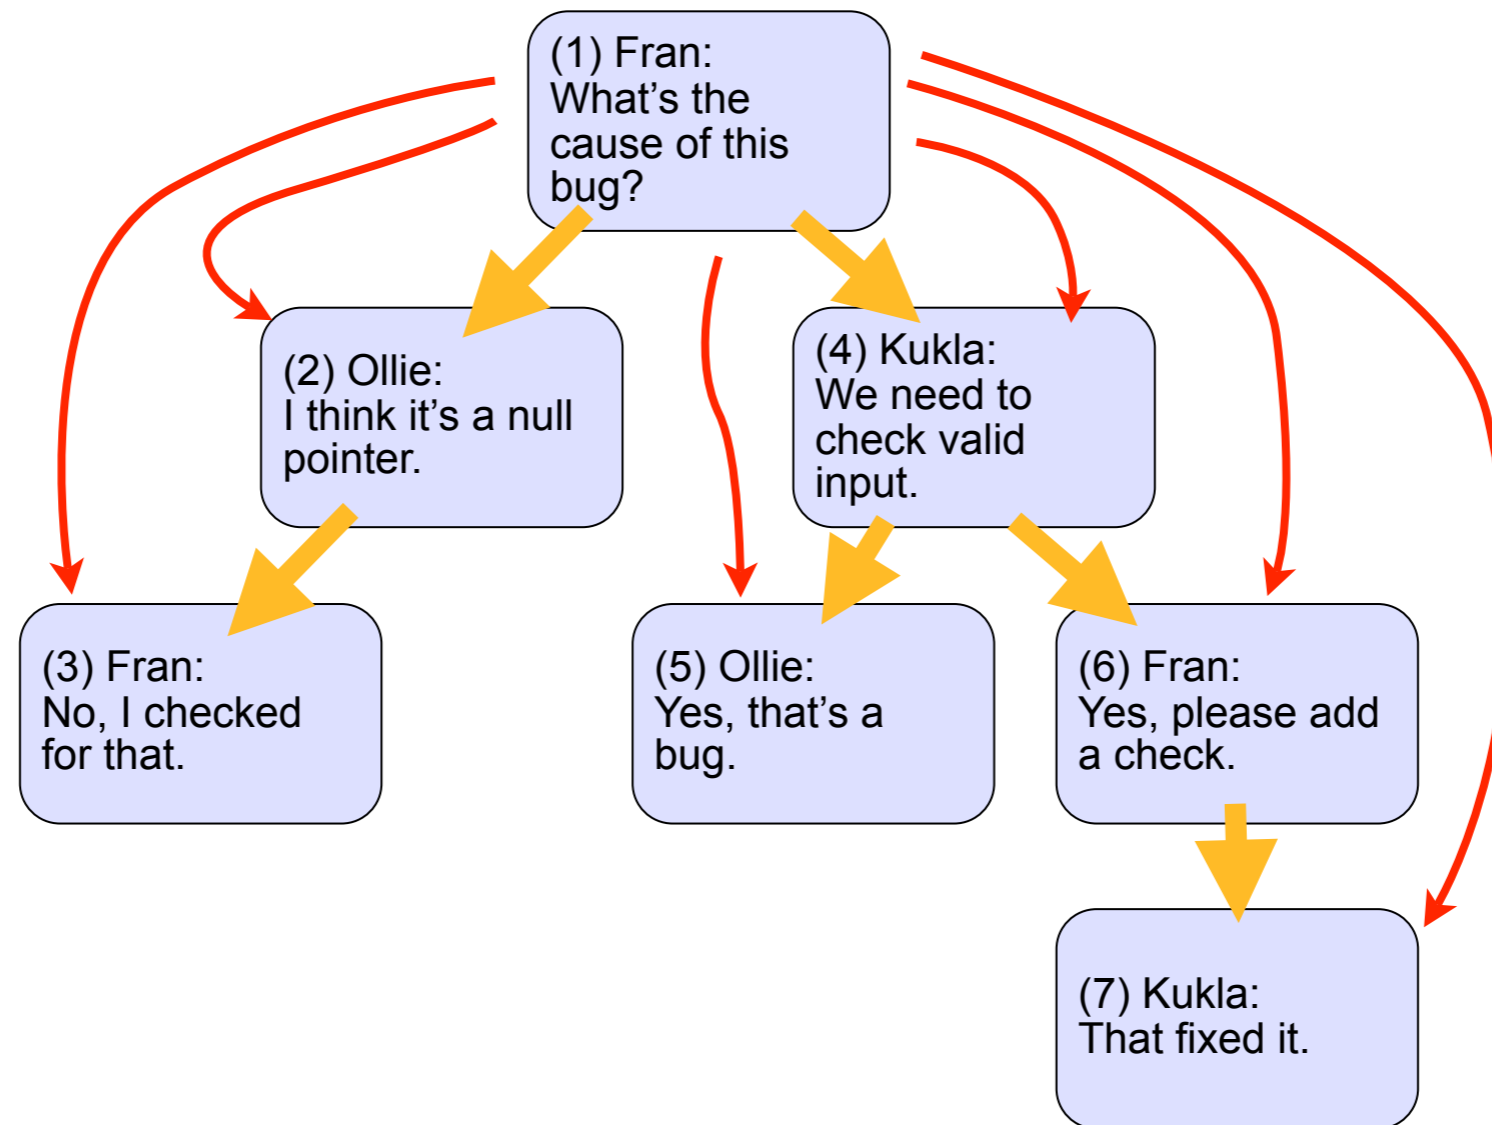 (1) Fran:
What’s the
cause of this
bug?
(2) Ollie:
I think it’s a null
pointer.
(4) Kukla:
We need to
check valid
input.
(3) Fran:
No, I checked
for that.
(5) Ollie:
Yes, that’s a
bug.
(6) Fran:
Yes, please add
a check.
(7) Kukla:
That fixed it.